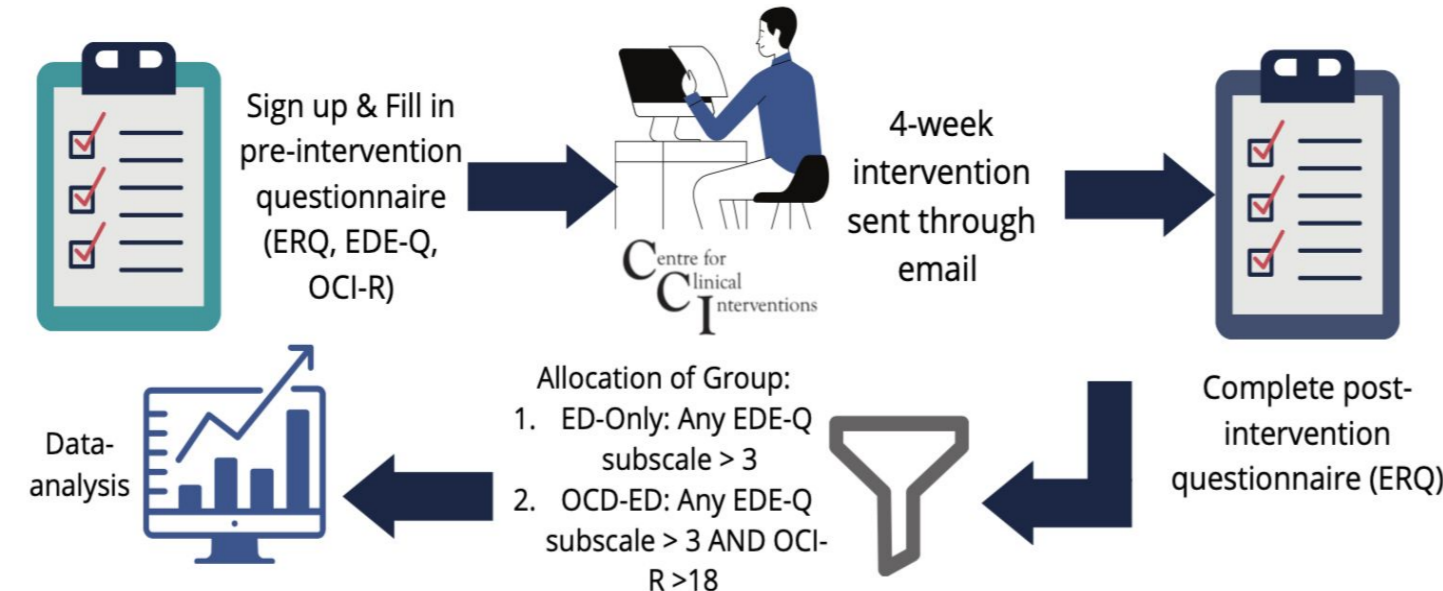 Sign up & Fill in
pre-intervention
questionnaire
(ERQ, EDE-Q,
OCI-R)
Centre for
Clinical
Interventions
4-week
intervention
sent through
email
Complete post-
intervention
questionnaire (ERQ)
Allocation of Group:
1. ED-Only: Any EDE-Q
subscale > 3
2. OCD-ED: Any EDE-Q
subscale > 3 AND OCI-
R >18
Data-
analysis